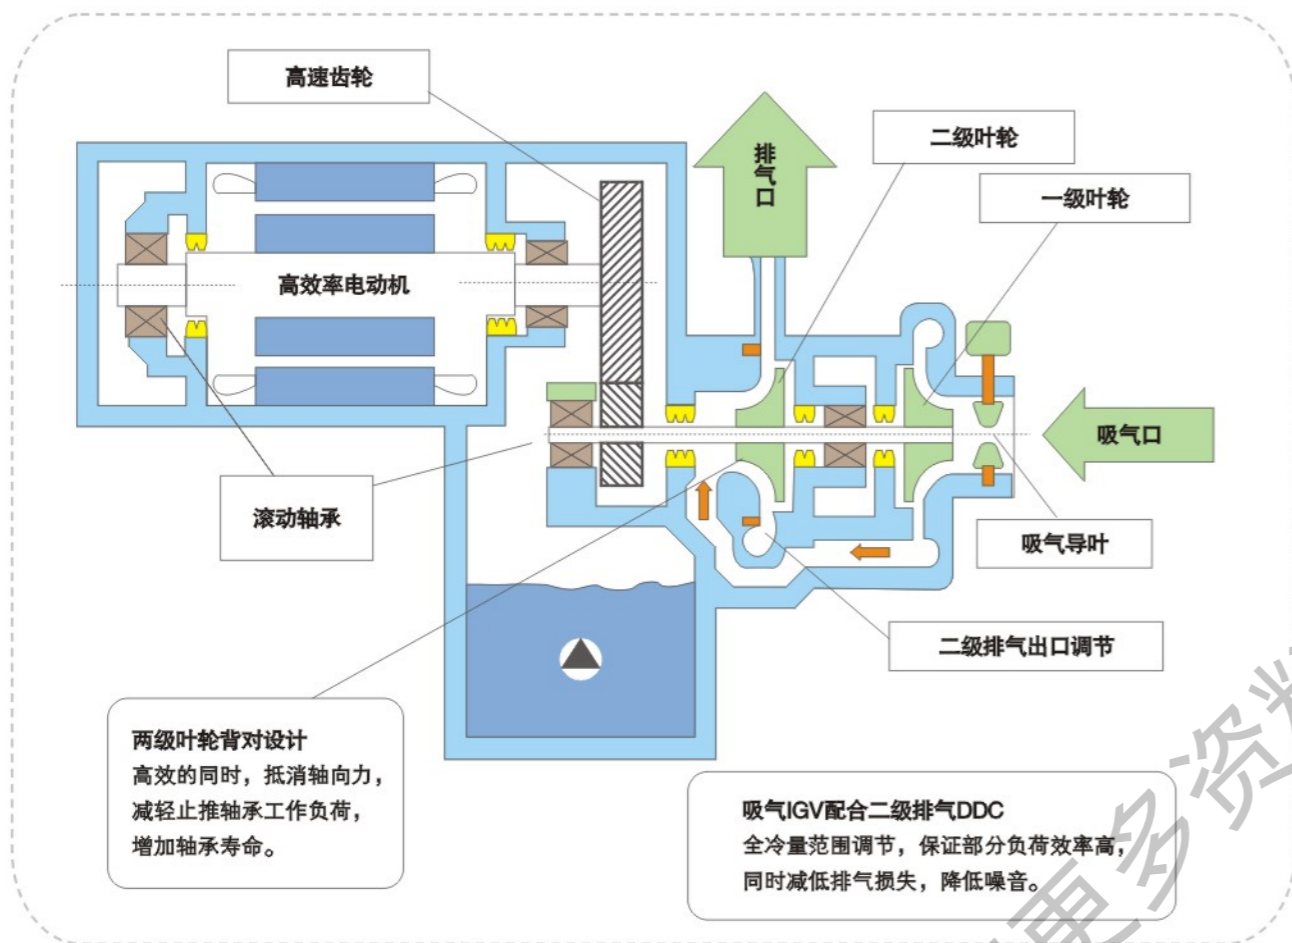 高速齿轮
排气口
二级叶轮
一级叶轮
高效率电动机
吸气口
滚动轴承
吸气导叶
二级排气出口调节
两级叶轮背对设计
高效的同时，抵消轴向力，
减轻止推轴承工作负荷，
增加轴承寿命。
吸气IGV配合二级排气DDC
全冷量范围调节，保证部分负荷效率高，
同时减低排气损失，降低噪音。
更多资料